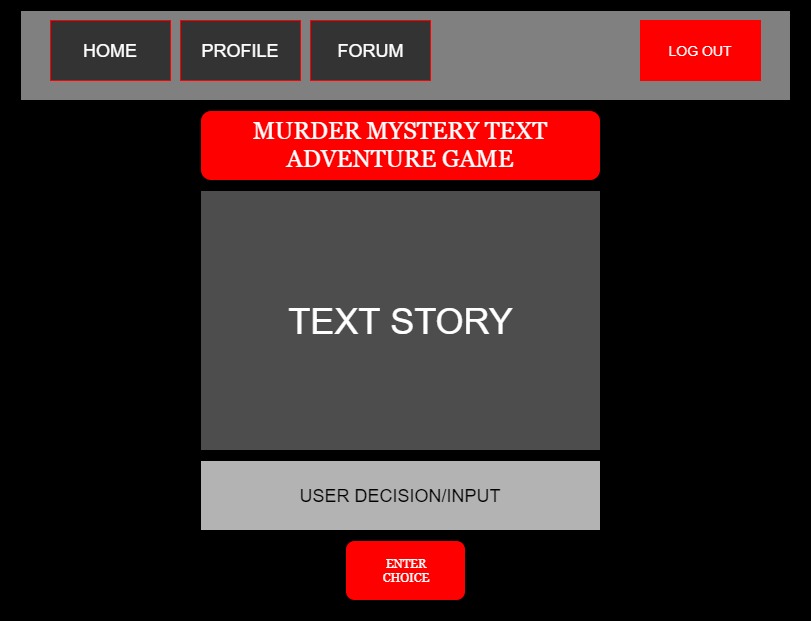 HOME
PROFILE
FORUM
LOG OUT
MURDER MYSTERY TEXT
ADVENTURE GAME
TEXT STORY
USER DECISION/INPUT
ENTER
CHOICE